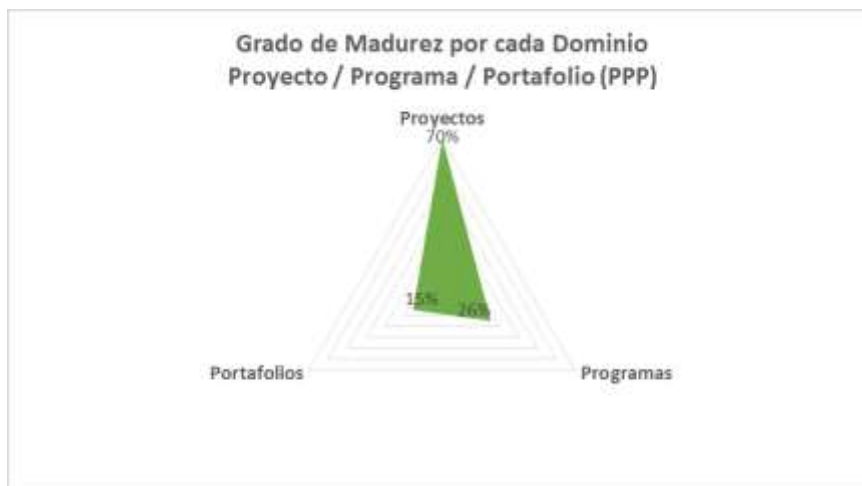 Grado de Madurez por cada Dominio
Proyecto / Programa / Portafolio (PPP)
Proyectos
70%
15%
26%
Portafolios
Programas